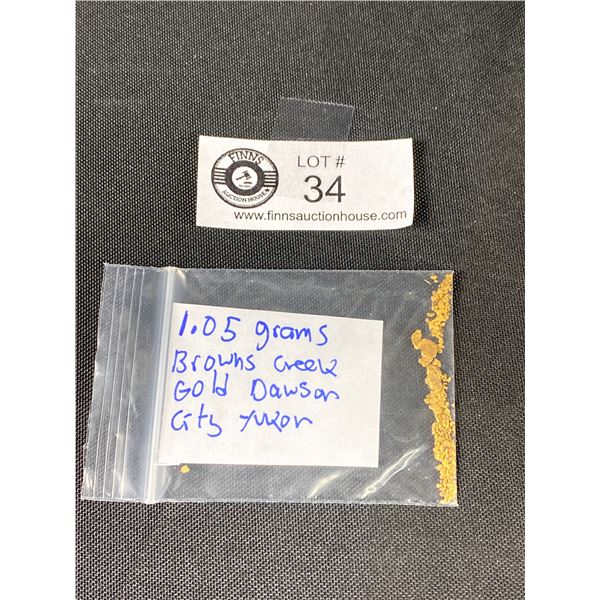 FINNS
AUCTION HOUSE
LOT #
34
www.finnsauctionhouse.com
1.05 grams
Browns Creek
Gold Dawson
City Yukon